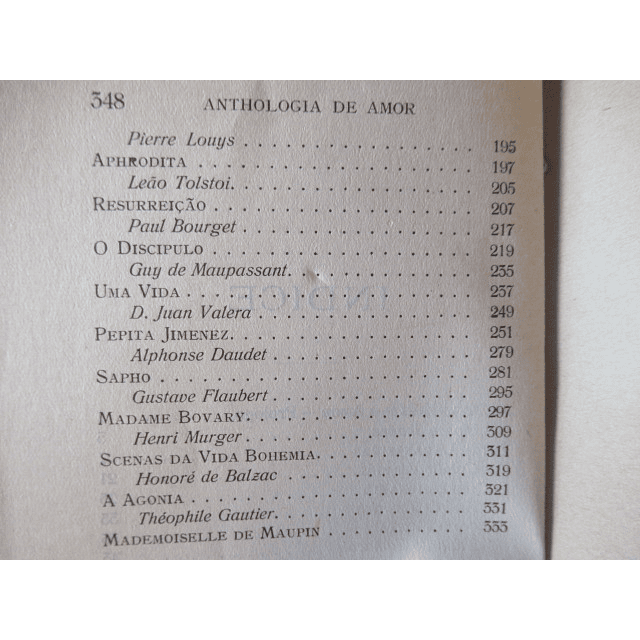 348 ANTHOLOGIA DE AMOR
Pierre Louys . . . . . . . . . . . . . . 195
APHRODITA . . . . . . . . . . . . . . . . 197
Leão Tolstoi. . . . . . . . . . . . . . . 205
RESURREIÇÃO . . . . . . . . . . . . . . . 207
Paul Bourget . . . . . . . . . . . . . . 217
O DISCIPULO . . . . . . . . . . . . . . . 219
Guy de Maupassant. . . . . . . . . . . . 235
UMA VIDA . . . . . . . . . . . . . . . . 237
D. Juan Valera . . . . . . . . . . . . . 249
PEPITA JIMENEZ. . . . . . . . . . . . . . 251
Alphonse Daudet . . . . . . . . . . . . . 279
SAPHO . . . . . . . . . . . . . . . . . . 281
Gustave Flaubert . . . . . . . . . . . . 295
MADAME BOVARY. . . . . . . . . . . . . . 297
Henri Murger. . . . . . . . . . . . . . . 309
SCENAS DA VIDA BOHEMIA. . . . . . . . . . 311
Honoré de Balzac . . . . . . . . . . . . 319
A AGONIA . . . . . . . . . . . . . . . . 321
Théophile Gautier. . . . . . . . . . . . 331
MADEMOISELLE DE MAUPIN . . . . . . . . . 333